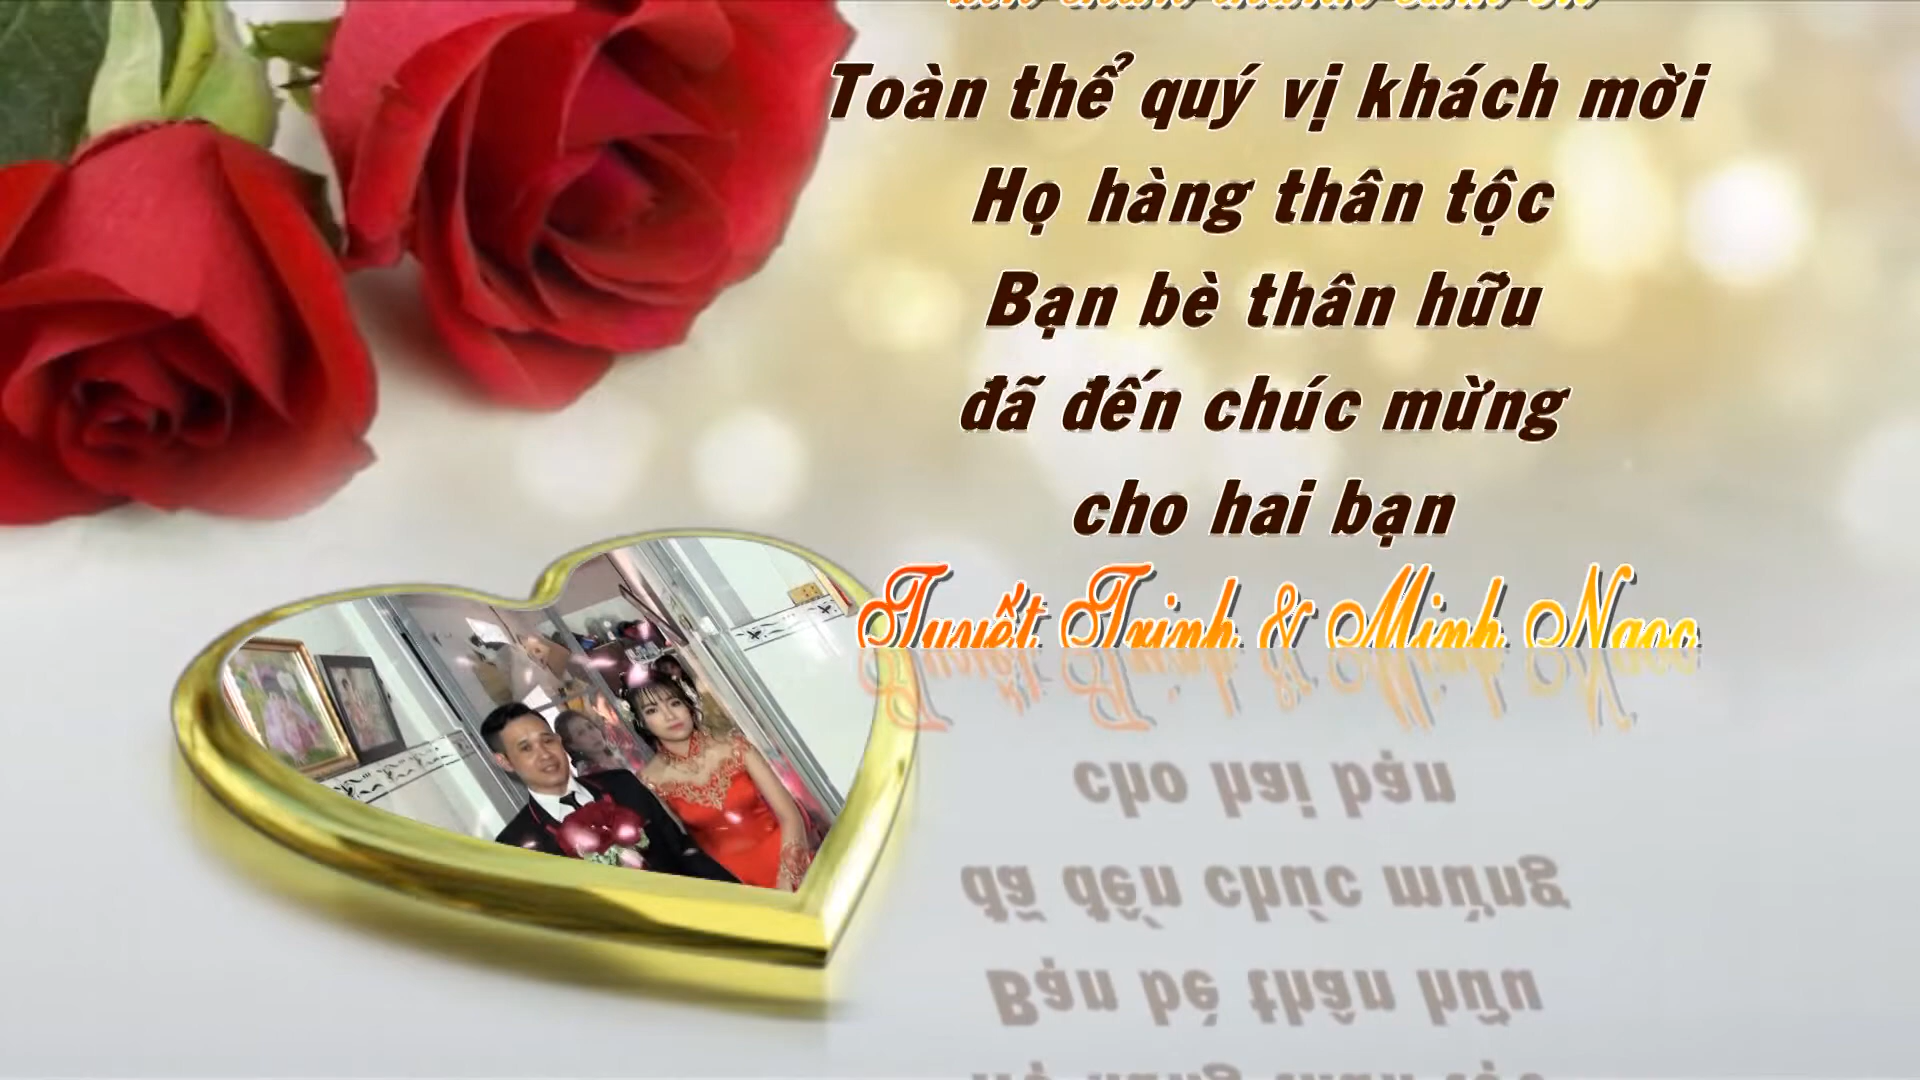 Toàn thể quý vị khách mời
Họ hàng thân tộc
Bạn bè thân hữu
đã đến chúc mừng
cho hai bạn
Tuyết Trinh & Minh Ngọc